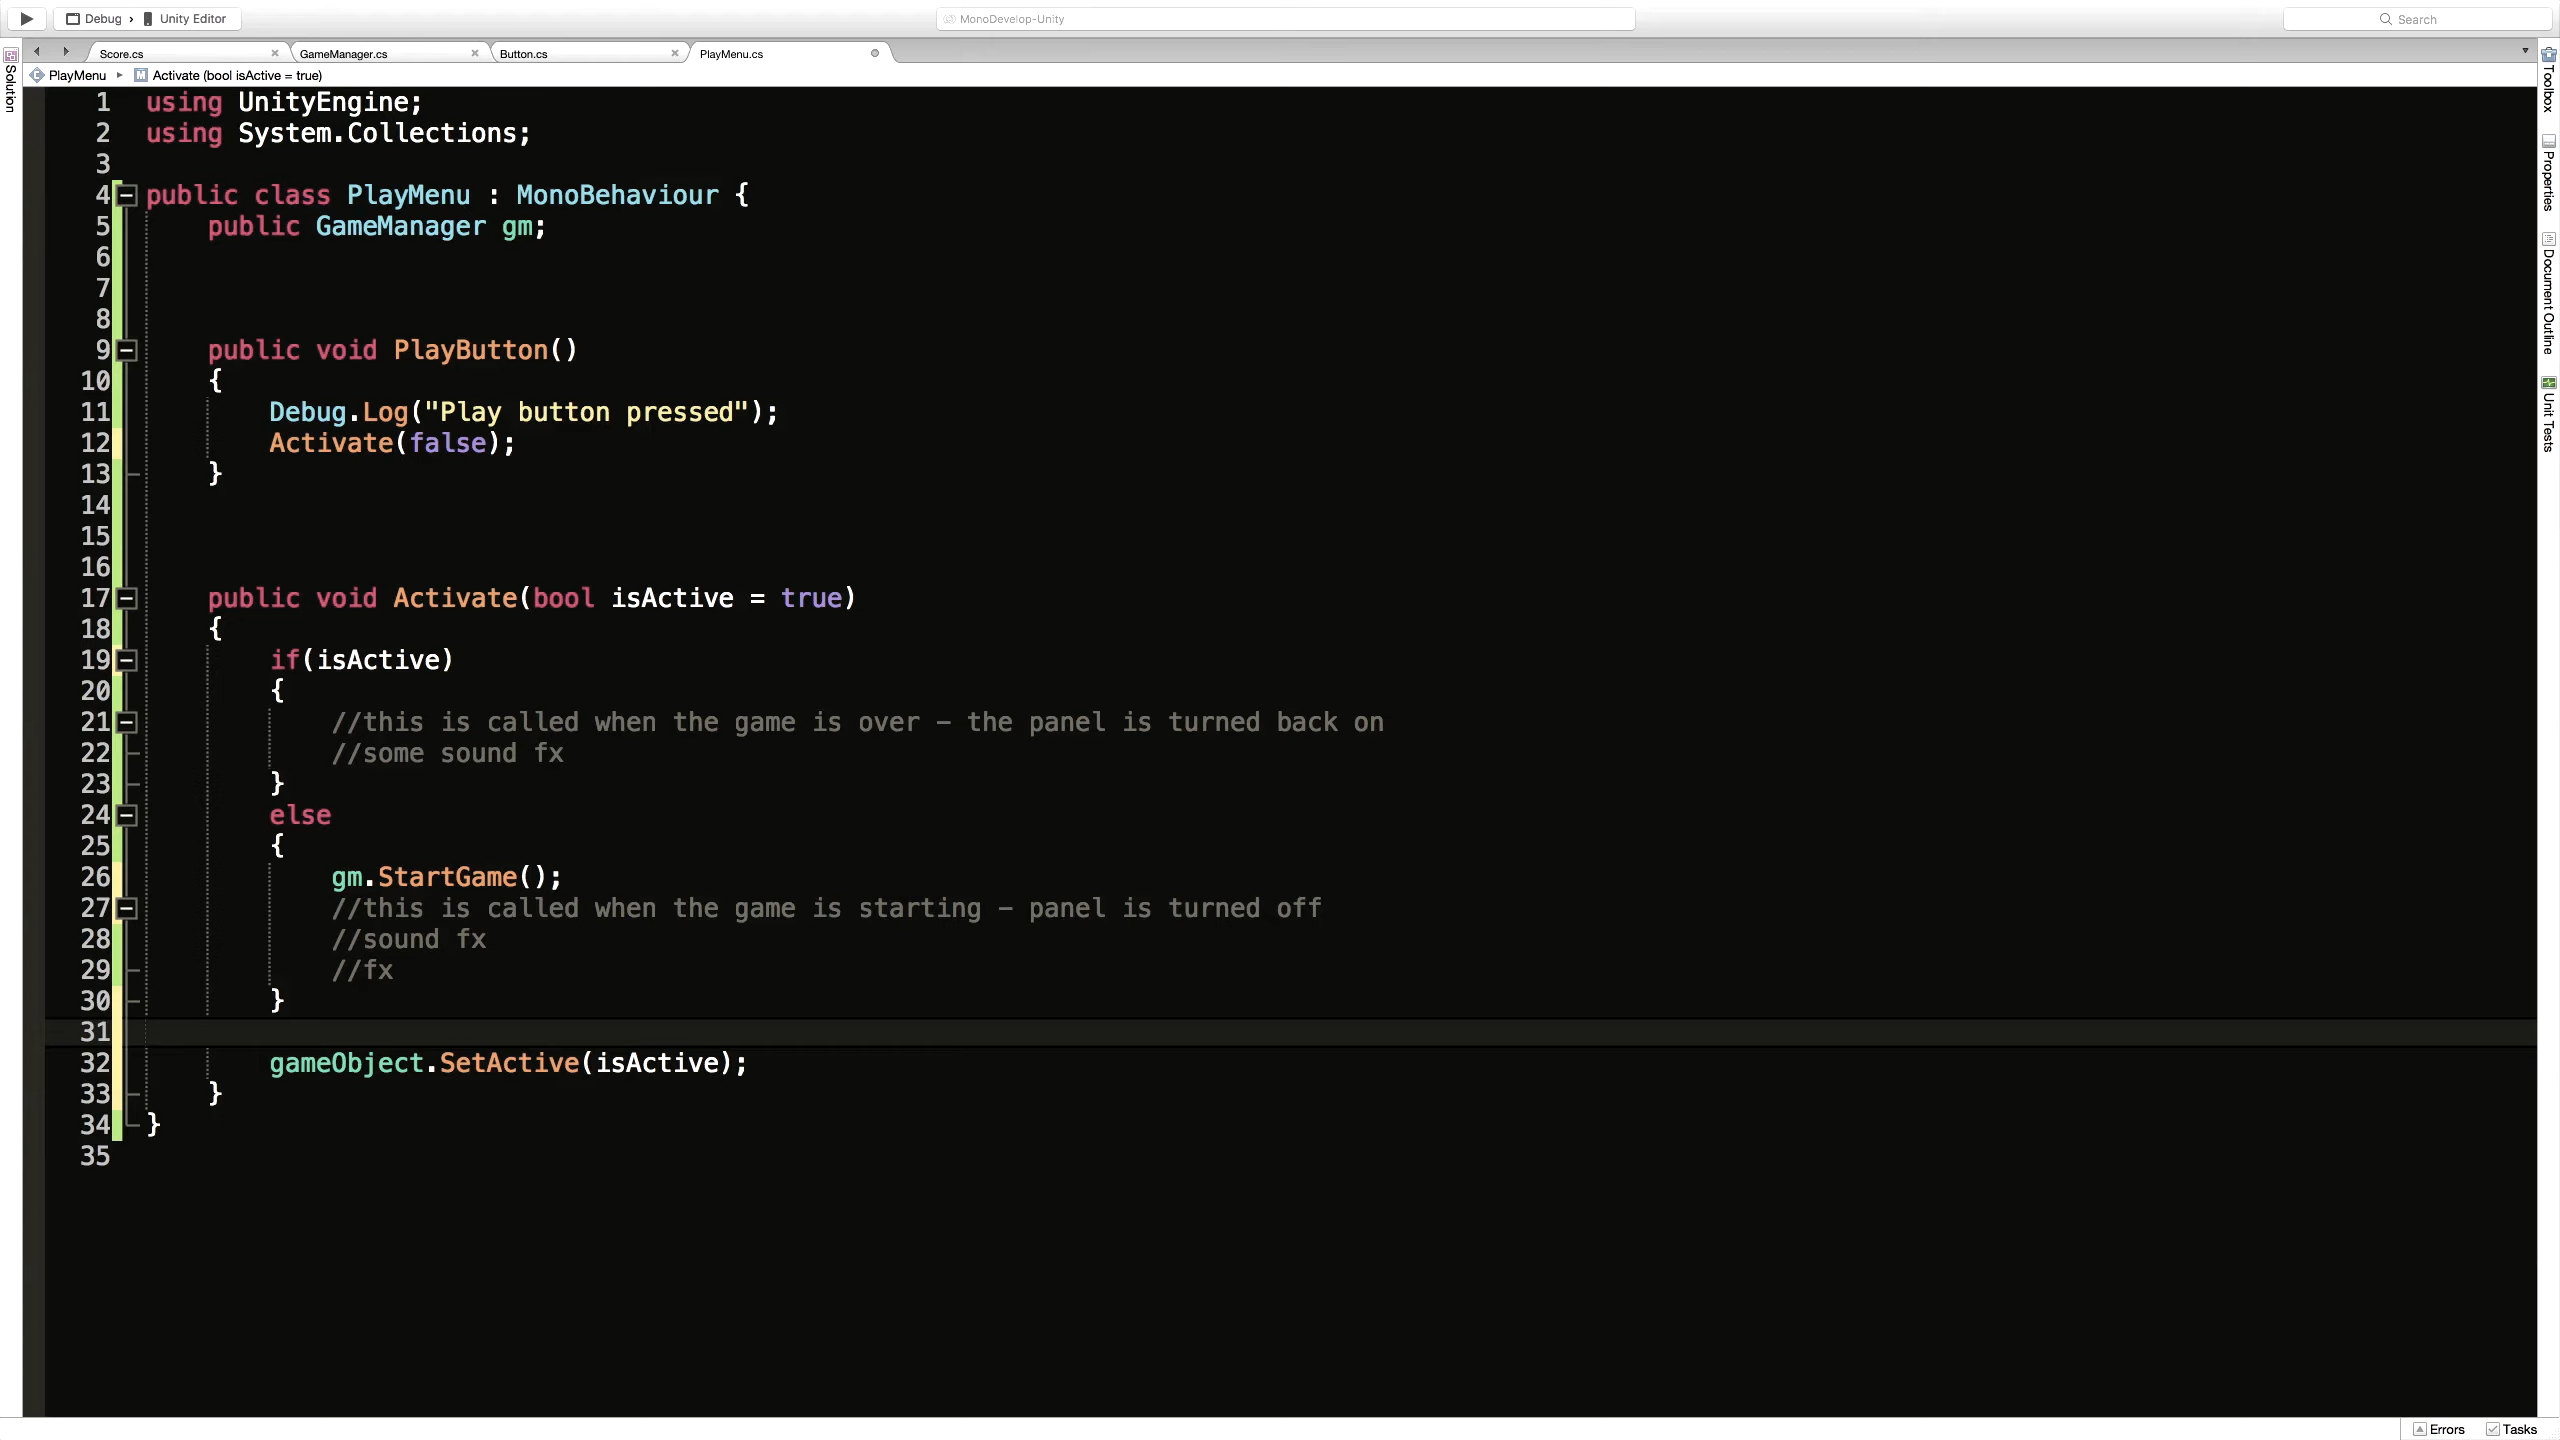 Debug › Unity Editor
MonoDevelop-Unity
Search
Score.cs
GameManager.cs
Button.cs
PlayMenu.cs
PlayMenu ▸ Activate (bool isActive = true)
Solution
Toolbox
Properties
Document Outline
Unit Tests
1 using UnityEngine;
2 using System.Collections;
3
4 public class PlayMenu : MonoBehaviour {
5 public GameManager gm;
6
7
8
9 public void PlayButton()
10 {
11 Debug.Log("Play button pressed");
12 Activate(false);
13 }
14
15
16
17 public void Activate(bool isActive = true)
18 {
19 if(isActive)
20 {
21 //this is called when the game is over - the panel is turned back on
22 //some sound fx
23 }
24 else
25 {
26 gm.StartGame();
27 //this is called when the game is starting - panel is turned off
28 //sound fx
29 //fx
30 }
31
32 gameObject.SetActive(isActive);
33 }
34 }
35
Errors
Tasks